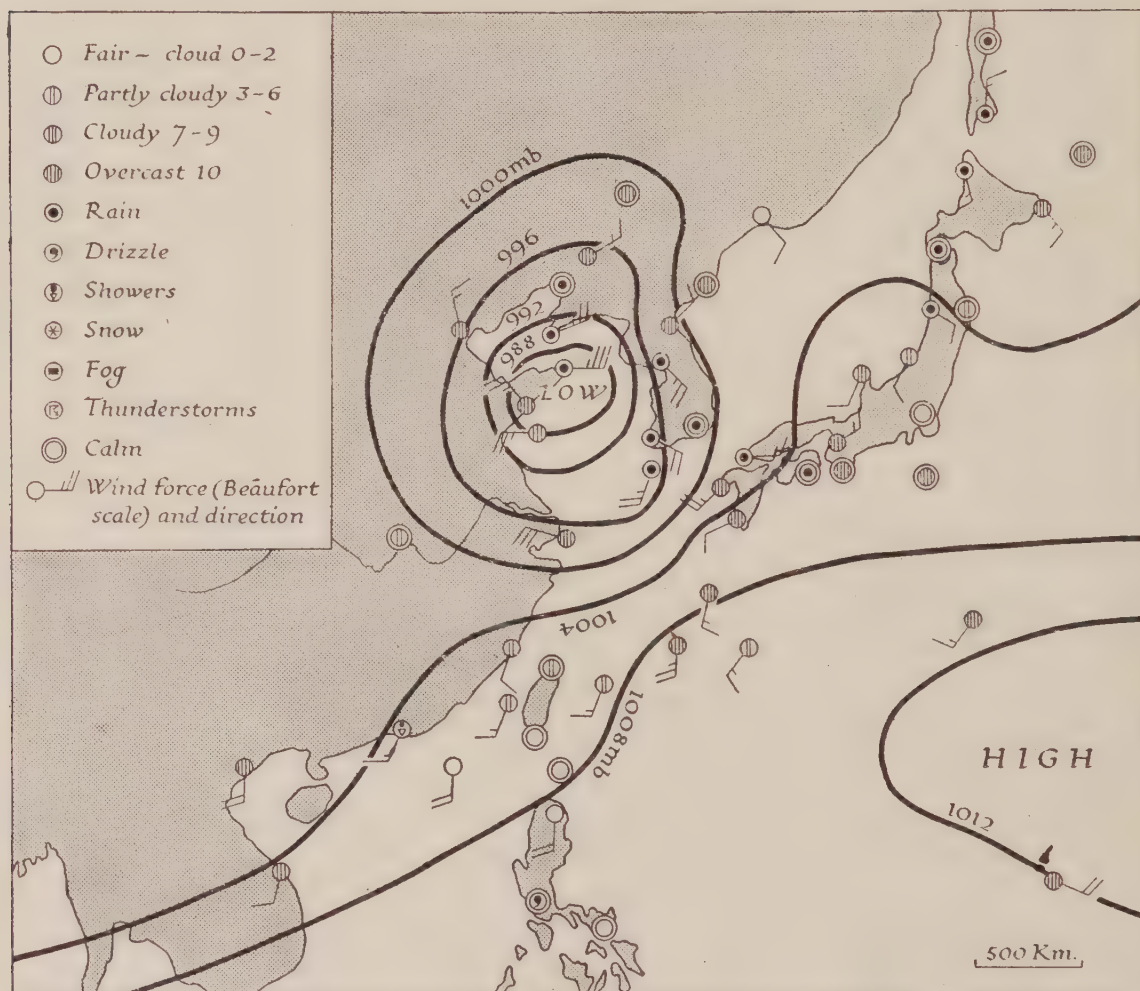 Fair – cloud 0-2
Partly cloudy 3-6
Cloudy 7-9
Overcast 10
Rain
Drizzle
Showers
Snow
Fog
Thunderstorms
Calm
Wind force (Beaufort
scale) and direction
1000mb
996
992
988
LOW
1004
1008mb
HIGH
1012
500 Km.